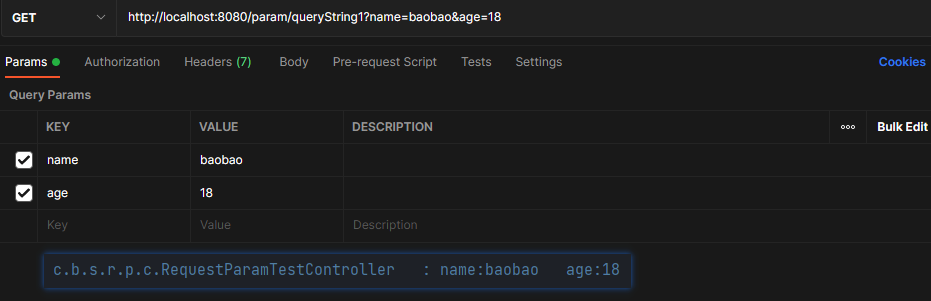 GET http://localhost:8080/param/queryString1?name=baobao&age=18
Params Authorization Headers (7) Body Pre-request Script Tests Settings Cookies
Query Params
KEY VALUE DESCRIPTION ooo Bulk Edit
name baobao
age 18
Key Value Description
c.b.s.r.p.c.RequestParamTestController : name:baobao age:18